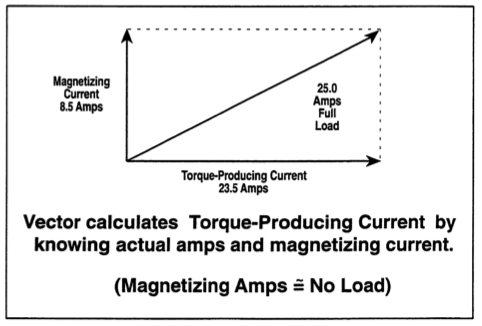 Magnetizing
Current
8.5 Amps
25.0
Amps
Full
Load
Torque-Producing Current
23.5 Amps
Vector calculates Torque-Producing Current by
knowing actual amps and magnetizing current.
(Magnetizing Amps ≅ No Load)